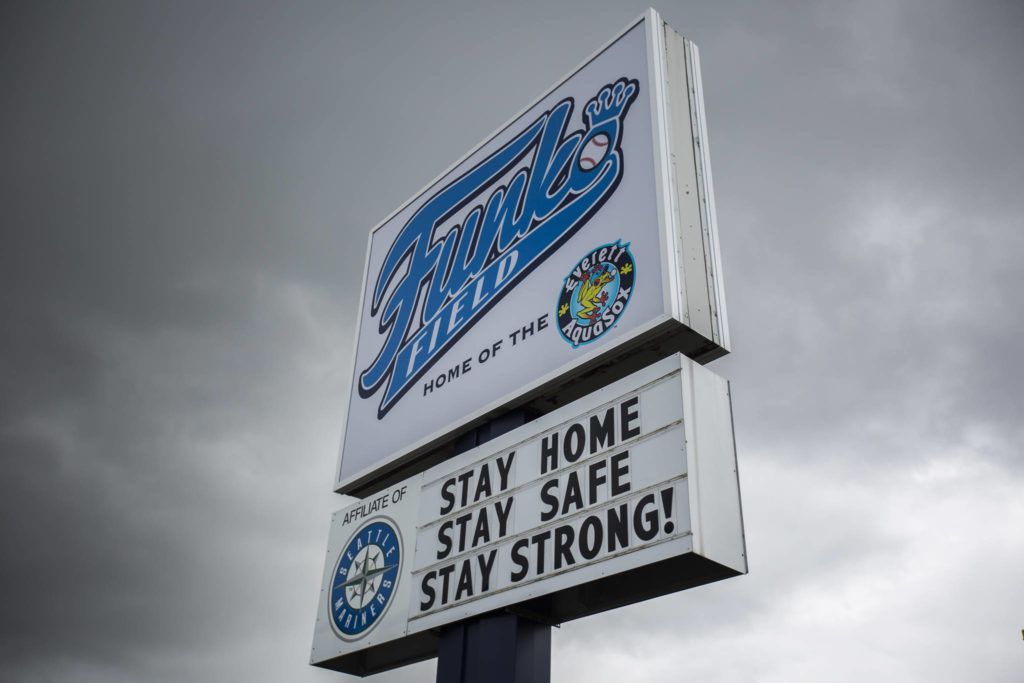 Funko
FIELD
HOME OF THE
Everett
AquaSox
AFFILIATE OF
SEATTLE
MARINERS
STAY HOME
STAY SAFE
STAY STRONG!